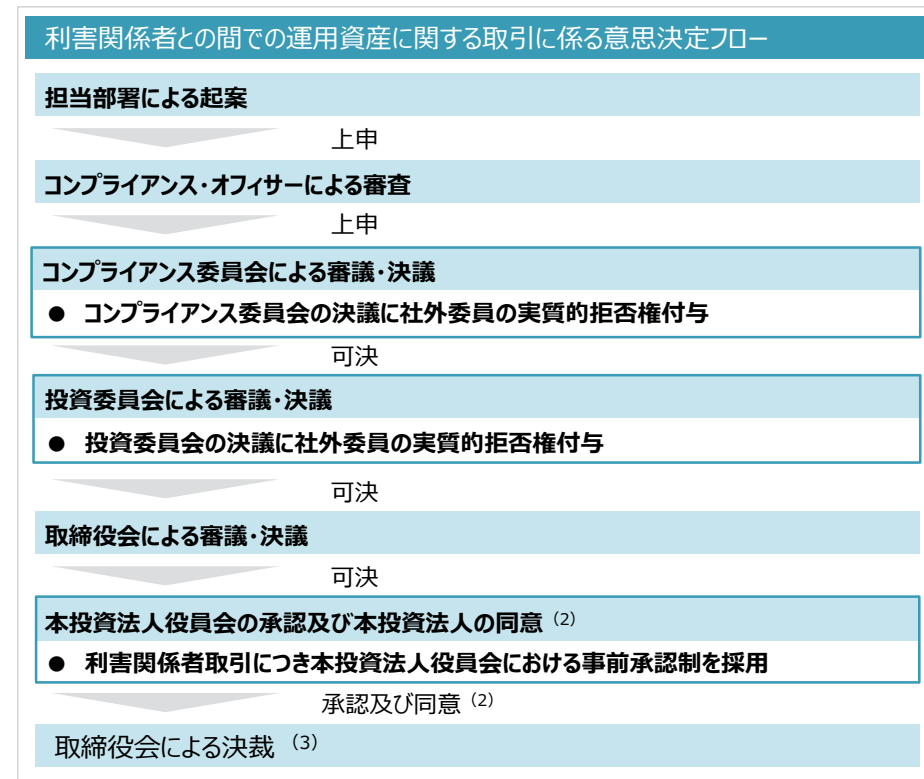 利害関係者との間での運用資産に関する取引に係る意思決定フロー
担当部署による起案
上申
コンプライアンス・オフィサーによる審査
上申
コンプライアンス委員会による審議・決議
● コンプライアンス委員会の決議に社外委員の実質的拒否権付与
可決
投資委員会による審議・決議
● 投資委員会の決議に社外委員の実質的拒否権付与
可決
取締役会による審議・決議
可決
本投資法人役員会の承認及び本投資法人の同意 (2)
● 利害関係者取引につき本投資法人役員会における事前承認制を採用
承認及び同意 (2)
取締役会による決裁 (3)